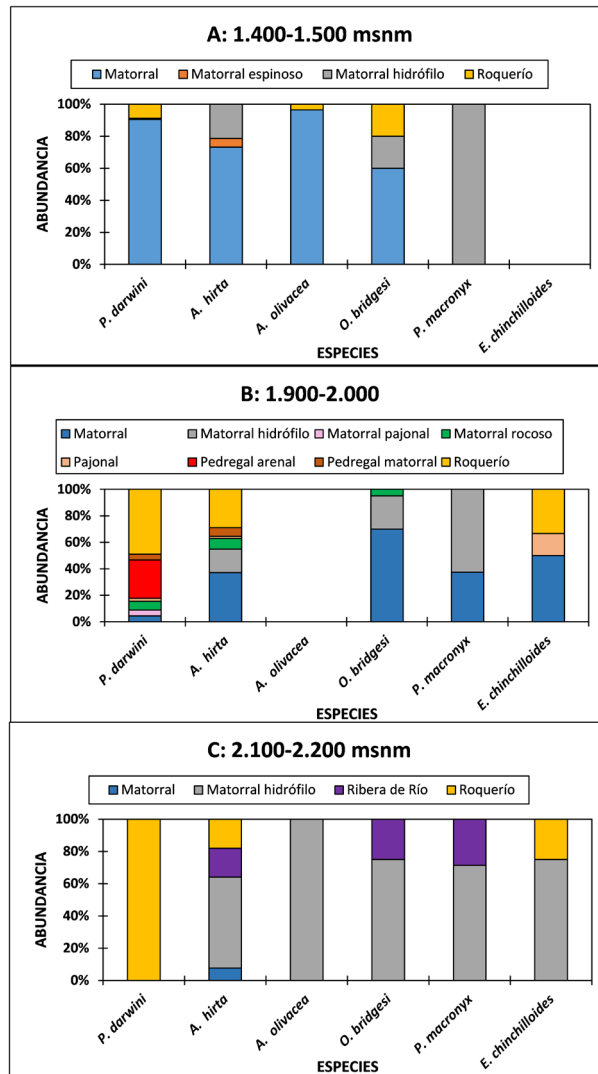 A: 1.400-1.500 msnm
Matorral Matorral espinoso Matorral hidrófilo Roquerío
100%
80%
60%
40%
20%
0%
ABUNDANCIA
P. darwini A. hirta A. olivacea O. bridgesi P. macronyx E. chinchilloides
ESPECIES
B: 1.900-2.000
Matorral Matorral hidrófilo Matorral pajonal Matorral rocoso
Pajonal Pedregal arenal Pedregal matorral Roquerío
100%
80%
60%
40%
20%
0%
ABUNDANCIA
P. darwini A. hirta A. olivacea O. bridgesi P. macronyx E. chinchilloides
ESPECIES
C: 2.100-2.200 msnm
Matorral Matorral hidrófilo Ribera de Río Roquerío
100%
80%
60%
40%
20%
0%
ABUNDANCIA
P. darwini A. hirta A. olivacea O. bridgesi P. macronyx E. chinchilloides
ESPECIES